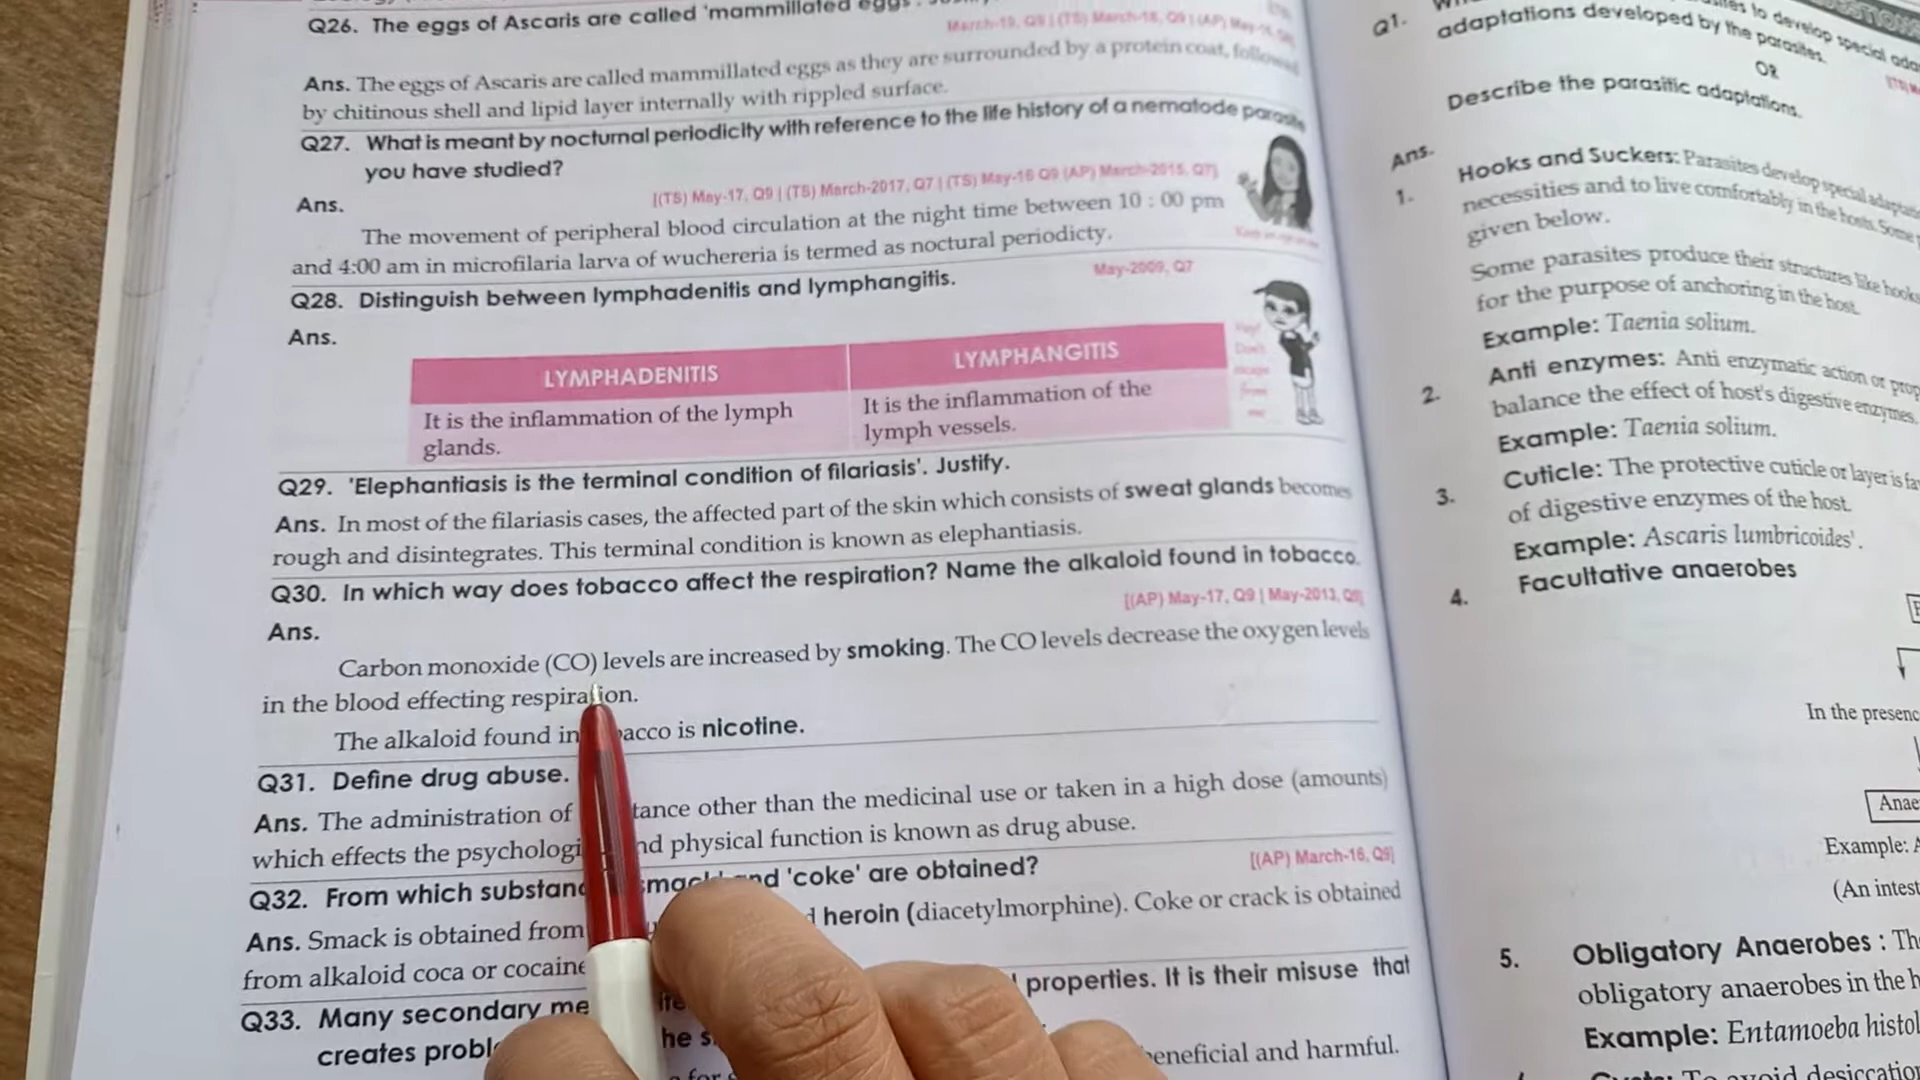 Q26. The eggs of Ascaris are called 'mammillated eggs'.
March-19, Q9 | (TS) March-18, Q9 | (AP) May-
Ans. The eggs of Ascaris are called mammillated eggs as they are surrounded by a protein coat, followed
by chitinous shell and lipid layer internally with rippled surface.
Q27. What is meant by nocturnal periodicity with reference to the life history of a nematode parasite
you have studied?
[(TS) May-17, Q9 | (TS) March-2017, Q7 | (TS) May-16 Q9 (AP) March-2015, Q7]
Ans.
The movement of peripheral blood circulation at the night time between 10 : 00 pm
and 4:00 am in microfilaria larva of wuchereria is termed as noctural periodicty.
Q28. Distinguish between lymphadenitis and lymphangitis.
May-2009, Q7
Ans.
LYMPHADENITIS LYMPHANGITIS
It is the inflammation of the lymph
glands.
It is the inflammation of the
lymph vessels.
Hey!
Don't
escape
from
me
Q29. 'Elephantiasis is the terminal condition of filariasis'. Justify.
Ans. In most of the filariasis cases, the affected part of the skin which consists of sweat glands becomes
rough and disintegrates. This terminal condition is known as elephantiasis.
Q30. In which way does tobacco affect the respiration? Name the alkaloid found in tobacco.
[(AP) May-17, Q9 | May-2013, Q8]
Ans.
Carbon monoxide (CO) levels are increased by smoking. The CO levels decrease the oxygen levels
in the blood effecting respiration.
The alkaloid found in bacco is nicotine.
Q31. Define drug abuse.
Ans. The administration of tance other than the medicinal use or taken in a high dose (amounts)
which effects the psychologi nd physical function is known as drug abuse.
[(AP) March-16, Q9]
Q32. From which substanc 'smack' and 'coke' are obtained?
Ans. Smack is obtained from heroin (diacetylmorphine). Coke or crack is obtained
from alkaloid coca or cocaine
Q33. Many secondary me properties. It is their misuse that
creates probl he s
beneficial and harmful.
Q1. to develop special ada
adaptations developed by the parasites.
OR
Describe the parasitic adaptations.
Ans.
1. Hooks and Suckers: Parasites develop special adaptati
necessities and to live comfortably in the hosts. Some
given below.
Some parasites produce their structures like hooks
for the purpose of anchoring in the host.
Example: Taenia solium.
2. Anti enzymes: Anti enzymatic action or prop
balance the effect of host's digestive enzymes.
Example: Taenia solium.
3. Cuticle: The protective cuticle or layer is fa
of digestive enzymes of the host.
Example: Ascaris lumbricoides'.
4. Facultative anaerobes
In the presenc
Anae
Example: A
(An intest
5. Obligatory Anaerobes : Th
obligatory anaerobes in the h
Example: Entamoeba histol